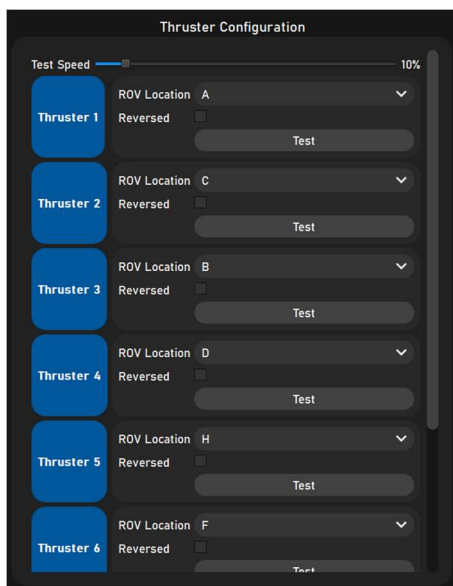 Thruster Configuration
Test Speed 10%
Thruster 1
ROV Location A
Reversed
Test
Thruster 2
ROV Location C
Reversed
Test
Thruster 3
ROV Location B
Reversed
Test
Thruster 4
ROV Location D
Reversed
Test
Thruster 5
ROV Location H
Reversed
Test
Thruster 6
ROV Location F
Reversed
Test